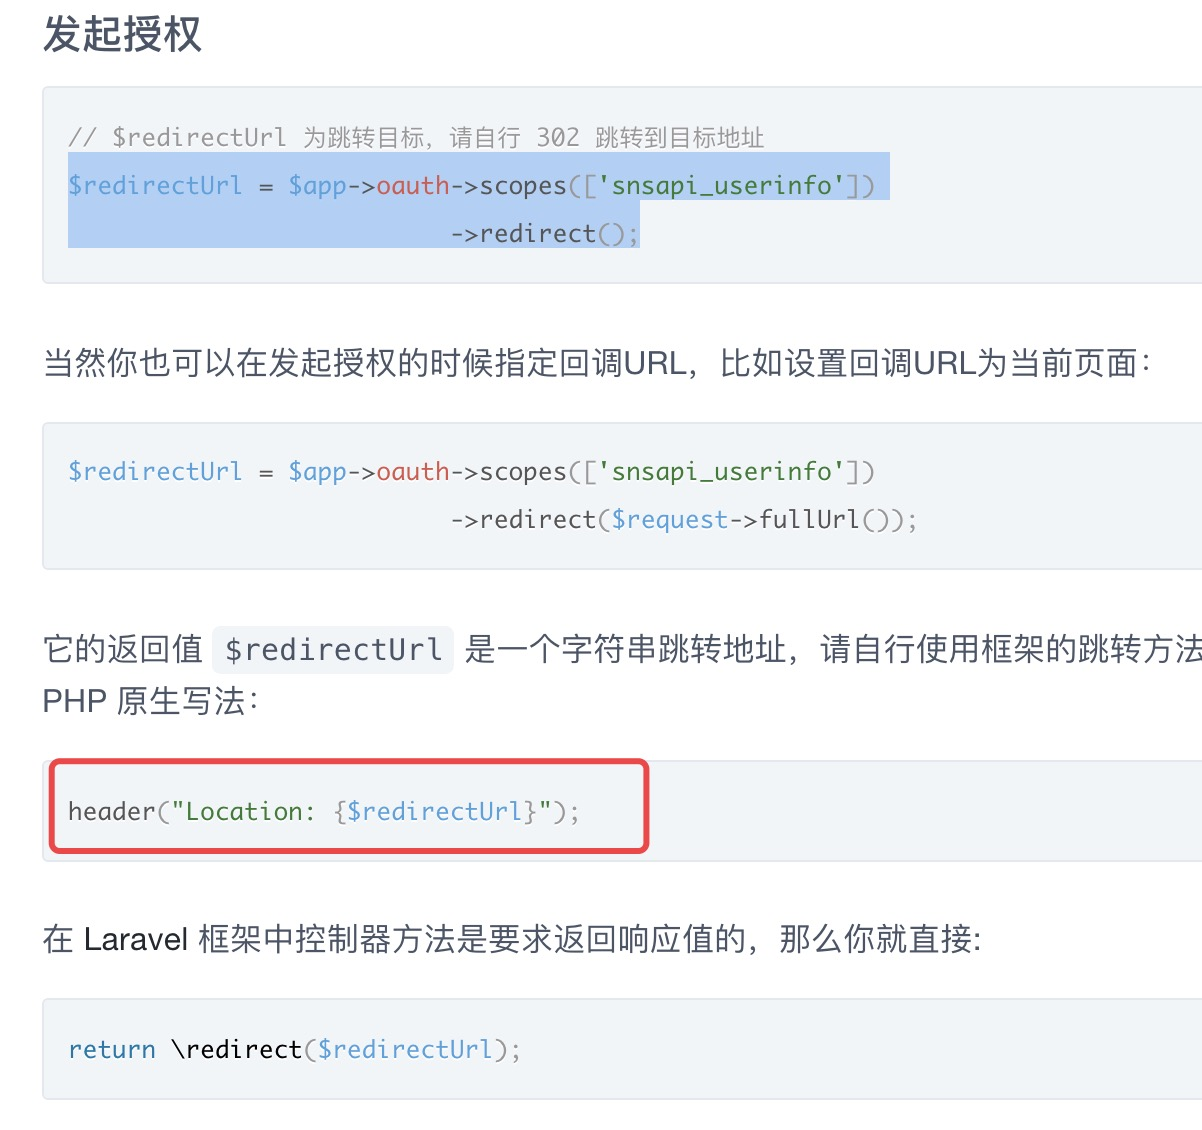 发起授权
// $redirectUrl 为跳转目标，请自行 302 跳转到目标地址
$redirectUrl = $app->oauth->scopes(['snsapi_userinfo'])
->redirect();
当然你也可以在发起授权的时候指定回调URL，比如设置回调URL为当前页面：
$redirectUrl = $app->oauth->scopes(['snsapi_userinfo'])
->redirect($request->fullUrl());
它的返回值 $redirectUrl 是一个字符串跳转地址，请自行使用框架的跳转方法
PHP 原生写法：
header("Location: {$redirectUrl}");
在 Laravel 框架中控制器方法是要求返回响应值的，那么你就直接:
return \redirect($redirectUrl);